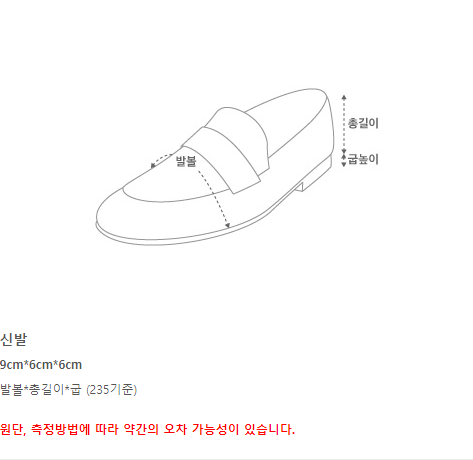 총길이
굽높이
발볼
신발
9cm*6cm*6cm
발볼*총길이*굽 (235기준)
원단, 측정방법에 따라 약간의 오차 가능성이 있습니다.